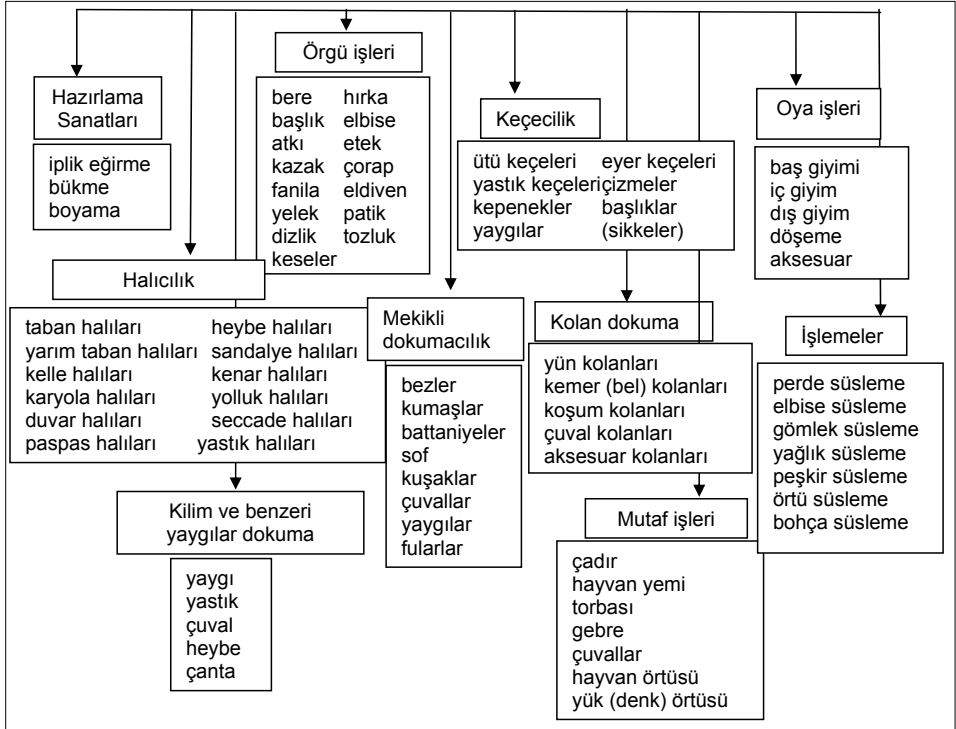 Hazırlama
Sanatları
iplik eğirme
bükme
boyama
Örgü işleri
bere hırka
başlık elbise
atkı etek
kazak çorap
fanila eldiven
yelek patik
dizlik tozluk
keseler
Keçecilik
ütü keçeleri eyer keçeleri
yastık keçeleri çizmeler
kepenekler başlıklar
yaygılar (sikkeler)
Oya işleri
baş giyimi
iç giyim
dış giyim
döşeme
aksesuar
Halıcılık
taban halıları heybe halıları
yarım taban halıları sandalye halıları
kelle halıları kenar halıları
karyola halıları yolluk halıları
duvar halıları seccade halıları
paspas halıları yastık halıları
Mekikli
dokumacılık
bezler
kumaşlar
battaniyeler
sof
kuşaklar
çuvallar
yaygılar
fularlar
Kolan dokuma
yün kolanları
kemer (bel) kolanları
koşum kolanları
çuval kolanları
aksesuar kolanları
İşlemeler
perde süsleme
elbise süsleme
gömlek süsleme
yağlık süsleme
peşkir süsleme
örtü süsleme
bohça süsleme
Kilim ve benzeri
yaygılar dokuma
yaygı
yastık
çuval
heybe
çanta
Mutaf işleri
çadır
hayvan yemi
torbası
gebre
çuvallar
hayvan örtüsü
yük (denk) örtüsü